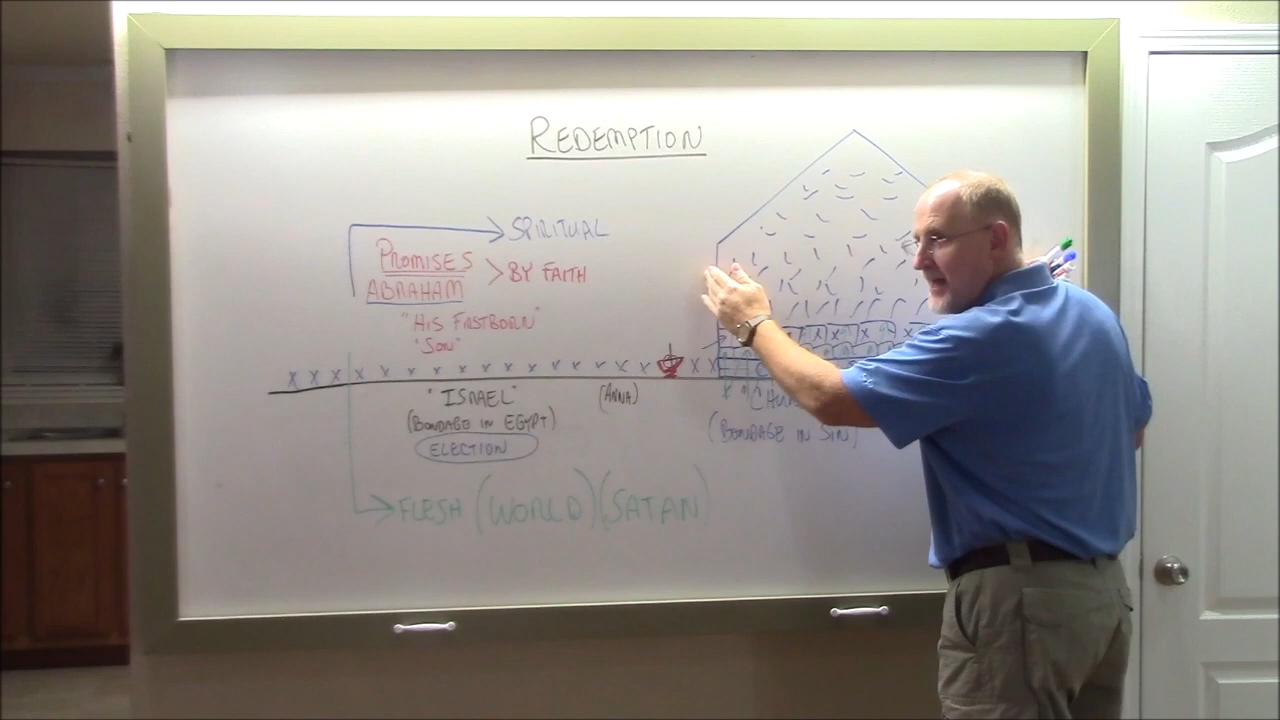 REDEMPTION
SPIRITUAL
PROMISES
ABRAHAM
> BY FAITH
"HIS FIRSTBORN"
"SON"
"ISRAEL"
(BONDAGE IN EGYPT)
ELECTION
(ANNA)
(BONDAGE IN SIN)
FLESH (WORLD) (SATAN)